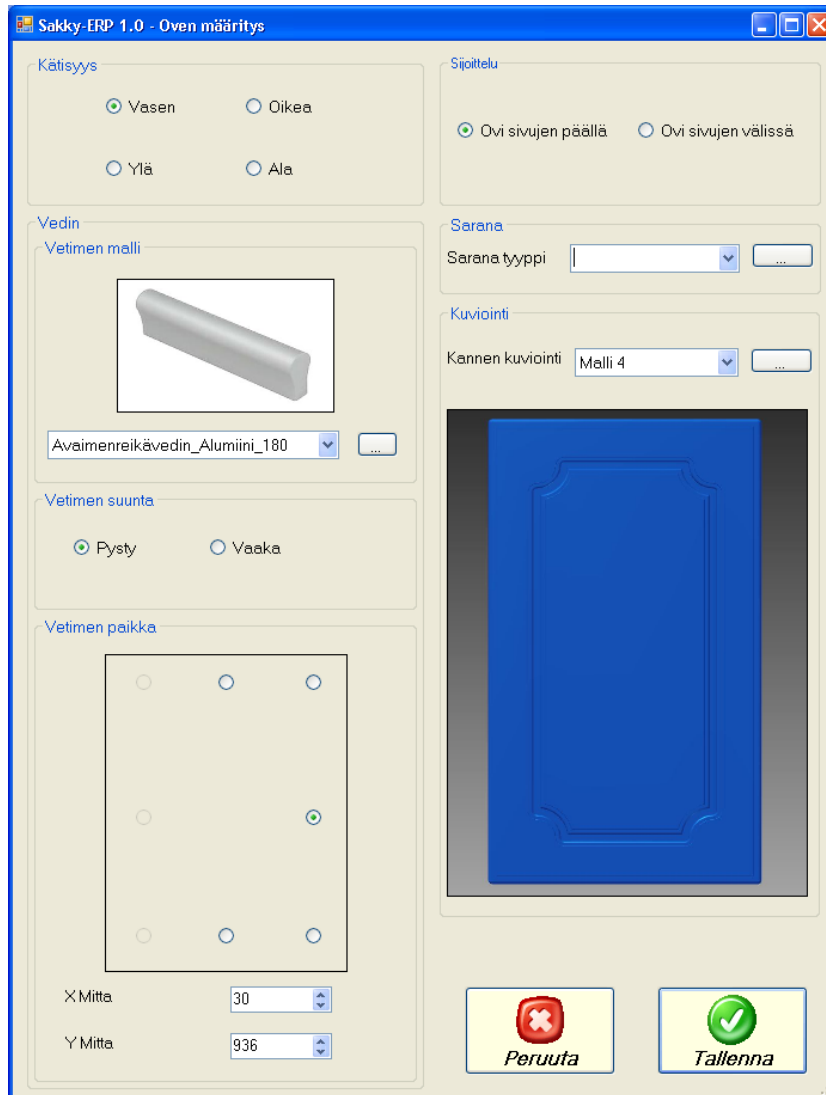 Sakky-ERP 1.0 - Oven määritys
Kätisyys
Vasen
Oikea
Ylä
Ala
Sijoittelu
Ovi sivujen päällä
Ovi sivujen välissä
Vedin
Vetimen malli
Avaimenreikävedin_Alumiini_180
...
Vetimen suunta
Pysty
Vaaka
Vetimen paikka
X Mitta
30
Y Mitta
936
Sarana
Sarana tyyppi
...
Kuviointi
Kannen kuviointi
Malli 4
...
Peruuta
Tallenna